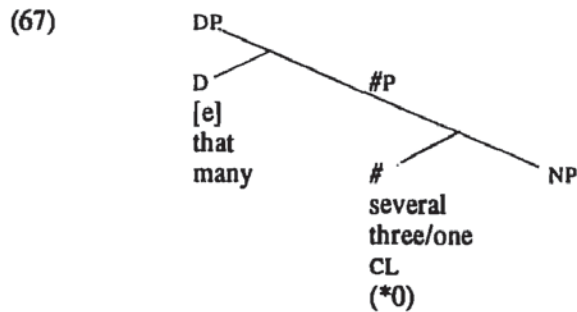 (67) DP
D #P
[e]
that
many # NP
several
three/one
CL
(*0)